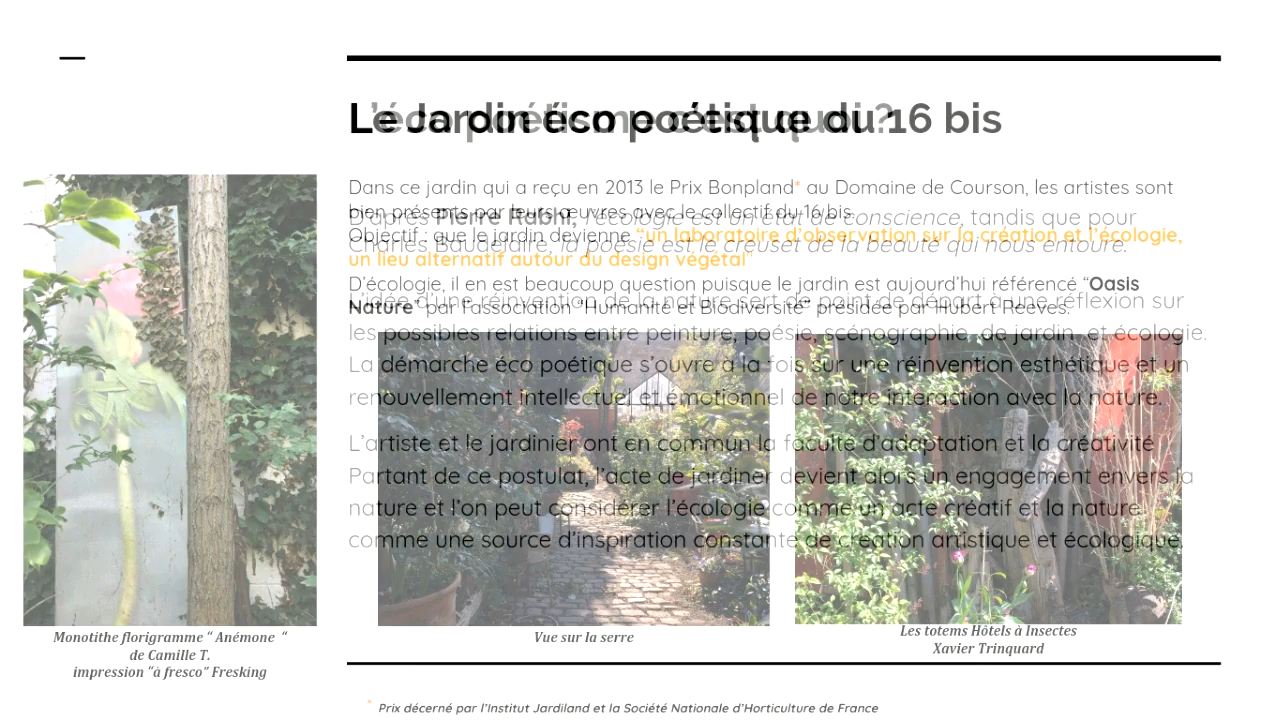 Le Jardin éco poétique du 16 bis
L'éco poétisme c'est quoi ?
Dans ce jardin qui a reçu en 2013 le Prix Bonpland* au Domaine de Courson, les artistes sont
bien présents par leurs œuvres avec le collectif du 16 bis.
Objectif : que le jardin devienne “un laboratoire d’observation sur la création et l’écologie,
un lieu alternatif autour du design végétal”
D’écologie, il en est beaucoup question puisque le jardin est aujourd’hui référencé “Oasis
Nature” par l’association “Humanité et Biodiversité” présidée par Hubert Reeves.
D’après Pierre Rabhi, l’écologie est un état de conscience, tandis que pour
Charles Baudelaire, la poésie est le creuset de la beauté qui nous entoure.
L’idée d’une réinvention de la nature sert de point de départ à une réflexion sur
les possibles relations entre peinture, poésie, scénographie, de jardin, et écologie.
La démarche éco poétique s’ouvre à la fois sur une réinvention esthétique et un
renouvellement intellectuel et émotionnel de notre interaction avec la nature.
L’artiste et le jardinier ont en commun la faculté d’adaptation et la créativité
Partant de ce postulat, l’acte de jardiner devient alors un engagement envers la
nature et l’on peut considérer l’écologie comme un acte créatif et la nature
comme une source d’inspiration constante de création artistique et écologique.
Monotithe florigramme “ Anémone “
de Camille T.
impression “à fresco” Fresking
Vue sur la serre
Les totems Hôtels à Insectes
Xavier Trinquard
* Prix décerné par l’Institut Jardiland et la Société Nationale d’Horticulture de France